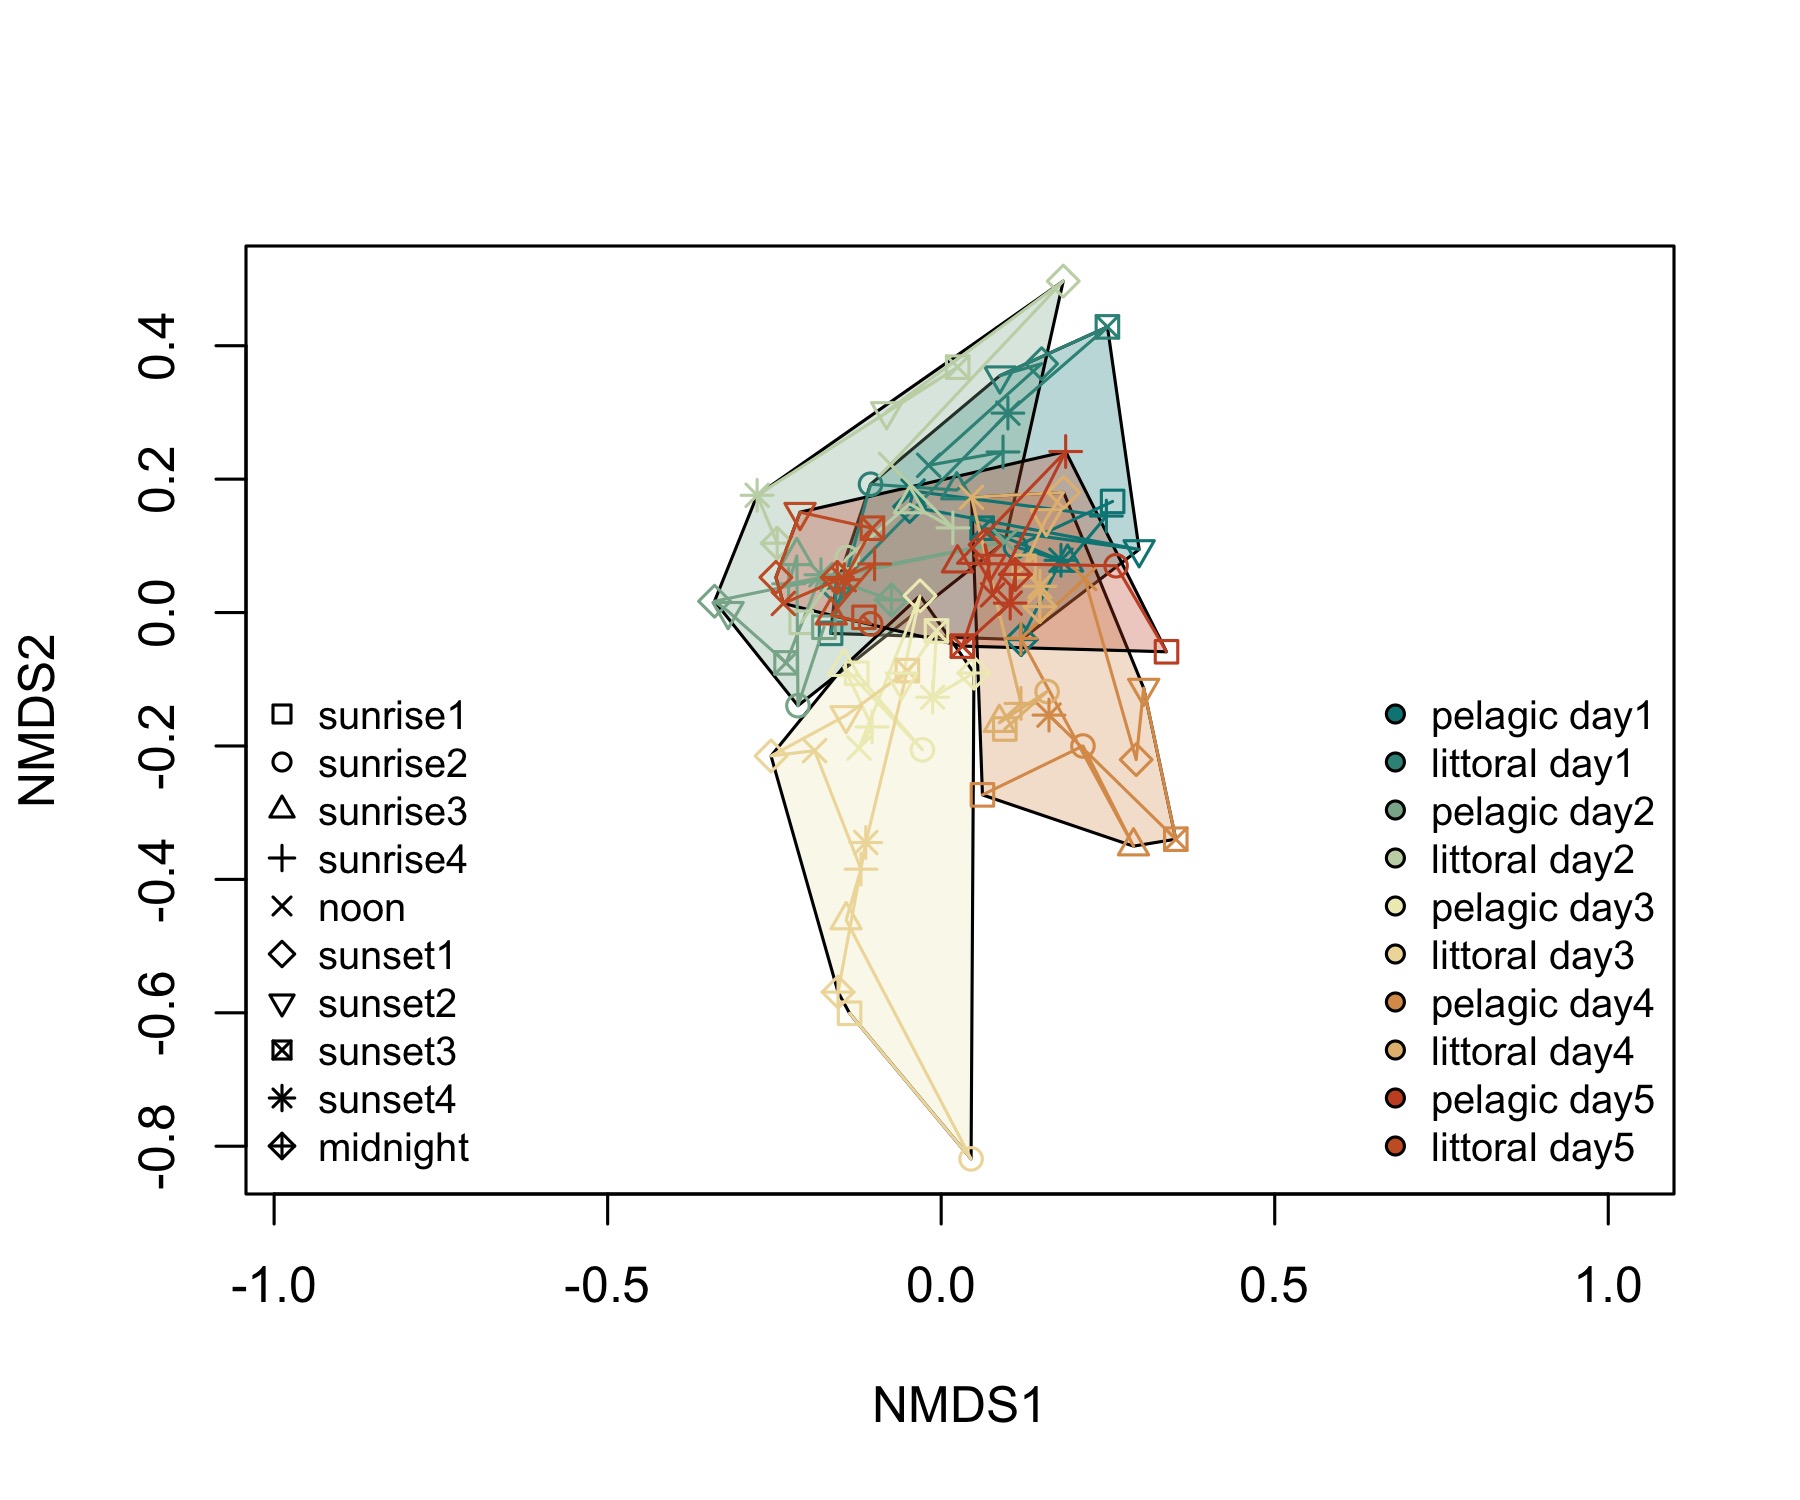 0.4
0.2
0.0
-0.2
-0.4
-0.6
-0.8
NMDS2
sunrise1
sunrise2
sunrise3
sunrise4
noon
sunset1
sunset2
sunset3
sunset4
midnight
pelagic day1
littoral day1
pelagic day2
littoral day2
pelagic day3
littoral day3
pelagic day4
littoral day4
pelagic day5
littoral day5
-1.0 -0.5 0.0 0.5 1.0
NMDS1